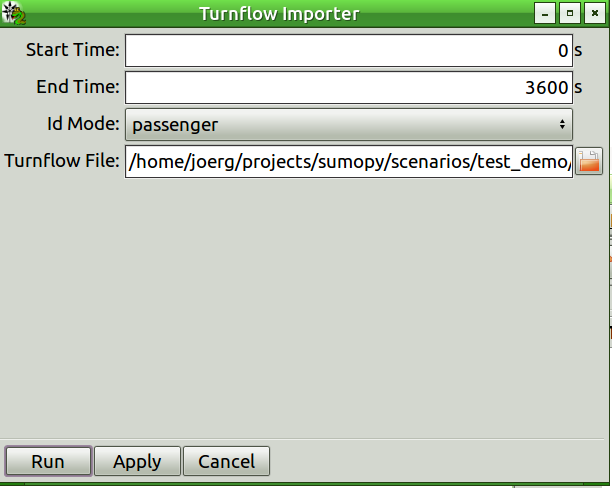 Turnflow Importer
Start Time: 0 s
End Time: 3600 s
Id Mode: passenger
Turnflow File: /home/joerg/projects/sumopy/scenarios/test_demo/
Run Apply Cancel